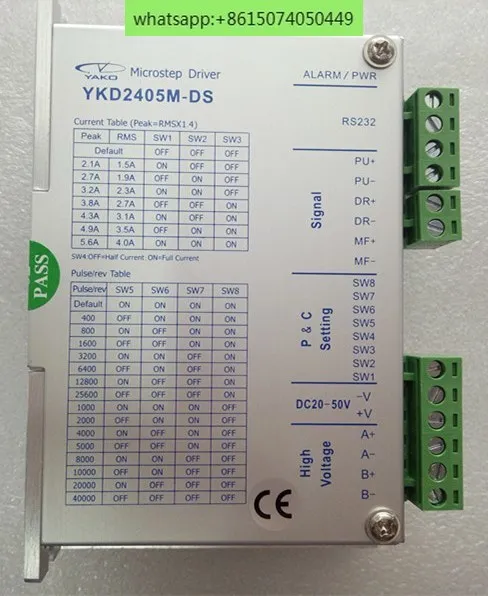 whatsapp:+8615074050449
YAKO
Microstep Driver
YKD2405M-DS
Current Table (Peak=RMSX1.4)
Peak RMS SW1 SW2 SW3
Default OFF OFF OFF
2.1A 1.5A ON OFF OFF
2.7A 1.9A OFF ON OFF
3.2A 2.3A ON ON OFF
3.8A 2.7A OFF OFF ON
4.3A 3.1A ON OFF ON
4.9A 3.5A OFF ON ON
5.6A 4.0A ON ON ON
SW4:OFF=Half Current ON=Full Current
Pulse/rev Table
Pulse/rev SW5 SW6 SW7 SW8
Default ON ON ON ON
400 OFF ON ON ON
800 ON OFF ON ON
1600 OFF OFF ON ON
3200 ON ON OFF ON
6400 OFF ON OFF ON
12800 ON OFF OFF ON
25600 OFF OFF OFF ON
1000 ON ON ON OFF
2000 OFF ON ON OFF
4000 ON OFF ON OFF
5000 OFF OFF ON OFF
8000 ON ON OFF OFF
10000 OFF ON OFF OFF
20000 ON OFF OFF OFF
40000 OFF OFF OFF OFF
PASS
CE
ALARM / PWR
RS232
Signal
PU+
PU-
DR+
DR-
MF+
MF-
P & C
Setting
SW8
SW7
SW6
SW5
SW4
SW3
SW2
SW1
DC20-50V
-V
+V
High
Voltage
A+
A-
B+
B-